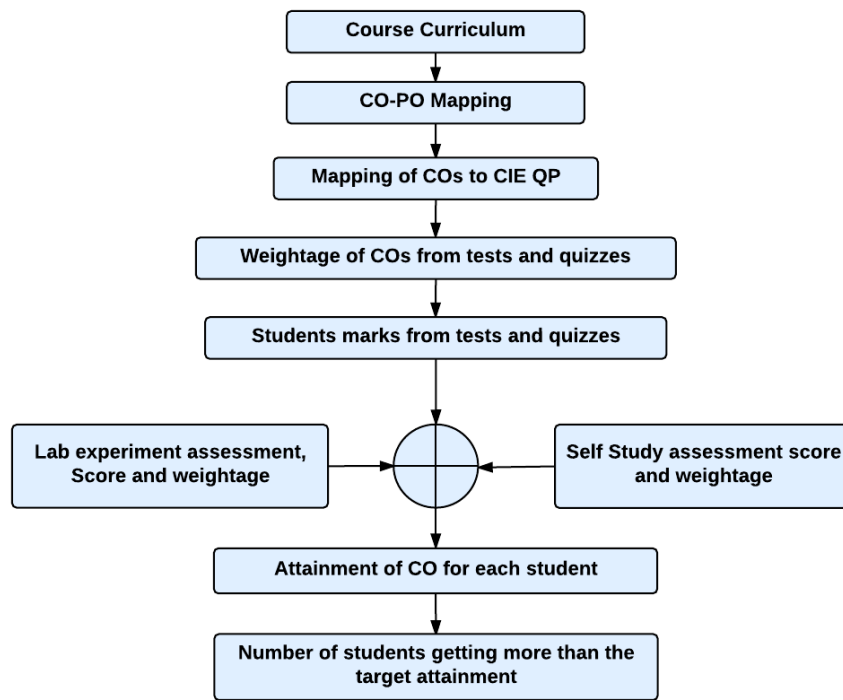 Course Curriculum
CO-PO Mapping
Mapping of COs to CIE QP
Weightage of COs from tests and quizzes
Students marks from tests and quizzes
Lab experiment assessment,
Score and weightage
Self Study assessment score
and weightage
Attainment of CO for each student
Number of students getting more than the
target attainment